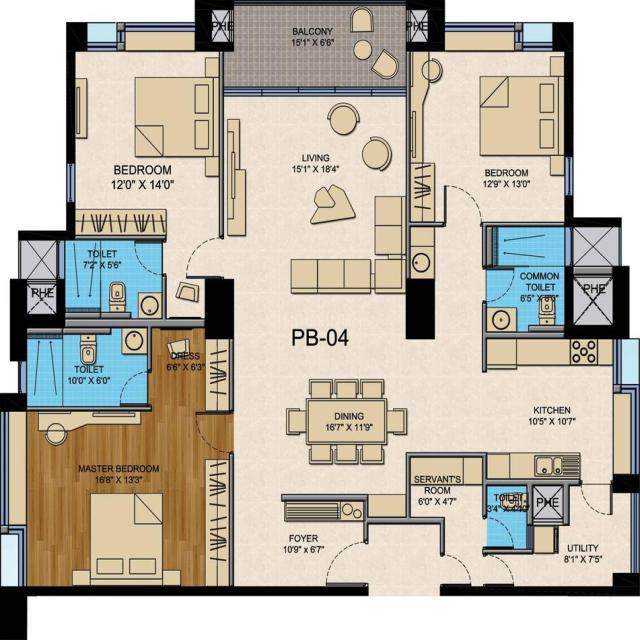 PHE
BALCONY
15'1" X 6'6"
PHE
BEDROOM
12'0" X 14'0"
LIVING
15'1" X 18'4"
BEDROOM
12'9" X 13'0"
TOILET
7'2" X 5'6"
PHE
COMMON
TOILET
6'5" X 8'0"
PHE
PB-04
TOILET
10'0" X 6'0"
DRESS
6'6" X 6'3"
DINING
16'7" X 11'9"
KITCHEN
10'5" X 10'7"
MASTER BEDROOM
16'8" X 13'3"
SERVANT'S
ROOM
6'0" X 4'7"
TOILET
PHE
FOYER
10'9" X 6'7"
UTILITY
8'1" X 7'5"